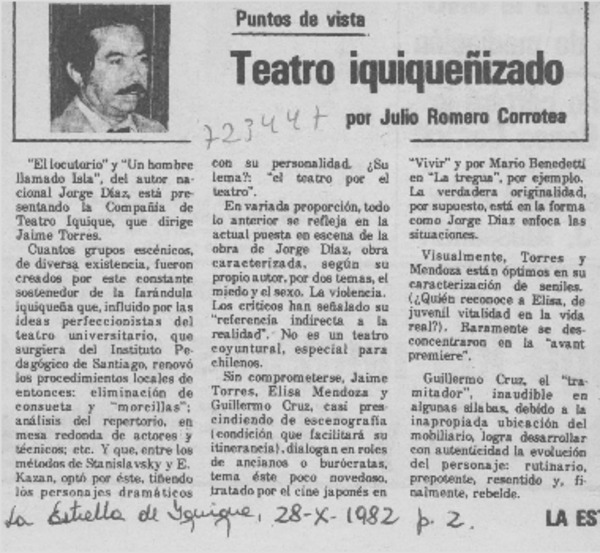 Puntos de vista
Teatro iquiqueñizado
por Julio Romero Corrotea
723447
"El locutorio" y "Un hombre
llamado Isla", del autor na-
cional Jorge Díaz, está pre-
sentando la Compañía de
Teatro Iquique, que dirige
Jaime Torres.
Cuantos grupos escénicos,
de diversa existencia, fueron
creados por este constante
sostenedor de la farándula
iquiqueña que, influido por las
ideas perfeccionistas del
teatro universitario, que
surgiera del Instituto Pe-
dagógico de Santiago, renovó
los procedimientos locales de
entonces: eliminación de
consueta y "morcillas";
análisis del repertorio, en
mesa redonda de actores y
técnicos; etc. Y que, entre los
métodos de Stanislavsky y E.
Kazan, optó por éste, tiñendo
los personajes dramáticos
con su personalidad. ¿Su
lema?: "el teatro por el
teatro".
En variada proporción, todo
lo anterior se refleja en la
actual puesta en escena de la
obra de Jorge Díaz, obra
caracterizada, según su
propio autor, por dos temas, el
miedo y el sexo. La violencia.
Los críticos han señalado su
"referencia indirecta a la
realidad". No es un teatro
coyuntural, especial para
chilenos.
Sin comprometerse, Jaime
Torres, Elisa Mendoza y
Guillermo Cruz, casi pres-
cindiendo de escenografía
(condición que facilitará su
itinerancia), dialogan en roles
de ancianos o burócratas,
tema éste poco novedoso,
tratado por el cine japonés en
"Vivir" y por Mario Benedetti
en "La tregua", por ejemplo.
La verdadera originalidad,
por supuesto, está en la forma
como Jorge Díaz enfoca las
situaciones.
Visualmente, Torres y
Mendoza están óptimos en su
caracterización de seniles.
(¿Quién reconoce a Elisa, de
juvenil vitalidad en la vida
real?). Raramente se des-
concentraron en la "avant
premiere".
Guillermo Cruz, el "tra-
mitador", inaudible en
algunas sílabas, debido a la
inapropiada ubicación del
mobiliario, logra desarrollar
con autenticidad la evolución
del personaje: rutinario,
prepotente, resentido y, fi-
nalmente, rebelde.
La Estrella de Iquique, 28-X-1982 p. 2.
LA EST